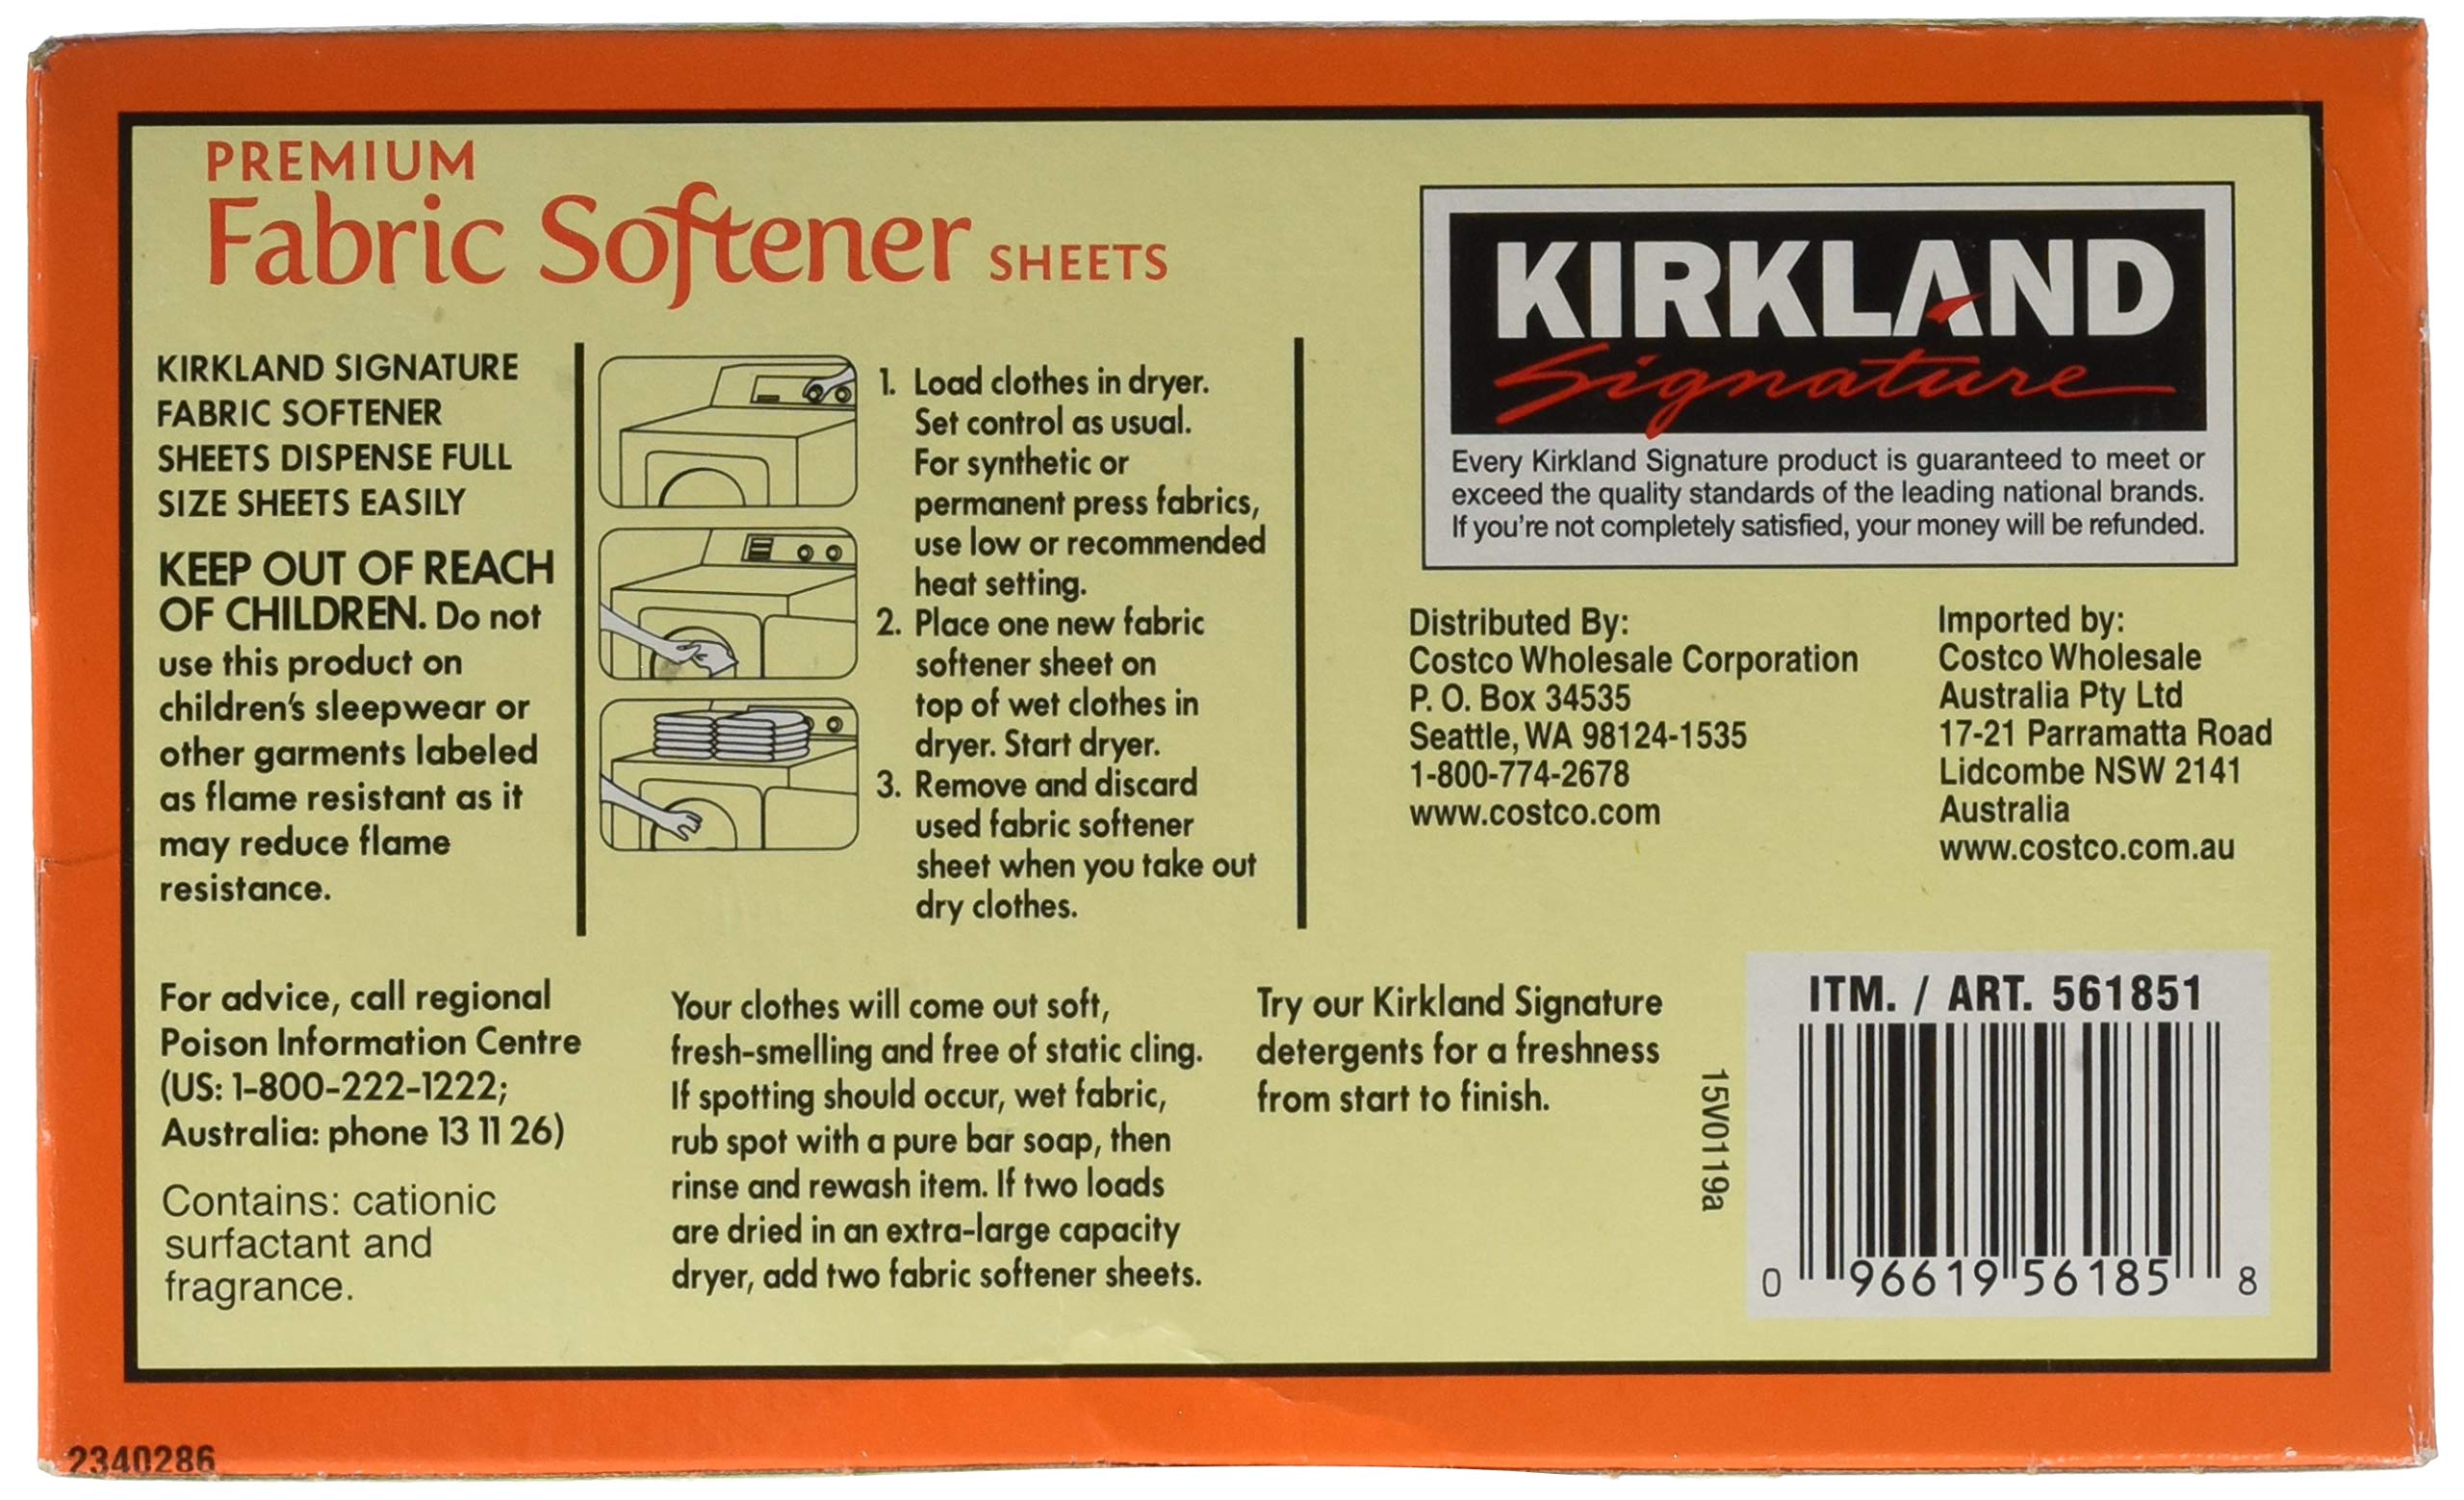 PREMIUM
Fabric Softener SHEETS
KIRKLAND SIGNATURE
FABRIC SOFTENER
SHEETS DISPENSE FULL
SIZE SHEETS EASILY
KEEP OUT OF REACH
OF CHILDREN. Do not
use this product on
children's sleepwear or
other garments labeled
as flame resistant as it
may reduce flame
resistance.
1. Load clothes in dryer.
Set control as usual.
For synthetic or
permanent press fabrics,
use low or recommended
heat setting.
2. Place one new fabric
softener sheet on
top of wet clothes in
dryer. Start dryer.
3. Remove and discard
used fabric softener
sheet when you take out
dry clothes.
KIRKLAND
Signature
Every Kirkland Signature product is guaranteed to meet or
exceed the quality standards of the leading national brands.
If you're not completely satisfied, your money will be refunded.
Distributed By:
Costco Wholesale Corporation
P. O. Box 34535
Seattle, WA 98124-1535
1-800-774-2678
www.costco.com
Imported by:
Costco Wholesale
Australia Pty Ltd
17-21 Parramatta Road
Lidcombe NSW 2141
Australia
www.costco.com.au
For advice, call regional
Poison Information Centre
(US: 1-800-222-1222;
Australia: phone 13 11 26)
Contains: cationic
surfactant and
fragrance.
Your clothes will come out soft,
fresh-smelling and free of static cling.
If spotting should occur, wet fabric,
rub spot with a pure bar soap, then
rinse and rewash item. If two loads
are dried in an extra-large capacity
dryer, add two fabric softener sheets.
Try our Kirkland Signature
detergents for a freshness
from start to finish.
15V0119a
ITM. / ART. 561851
0 96619 56185 8
2340286